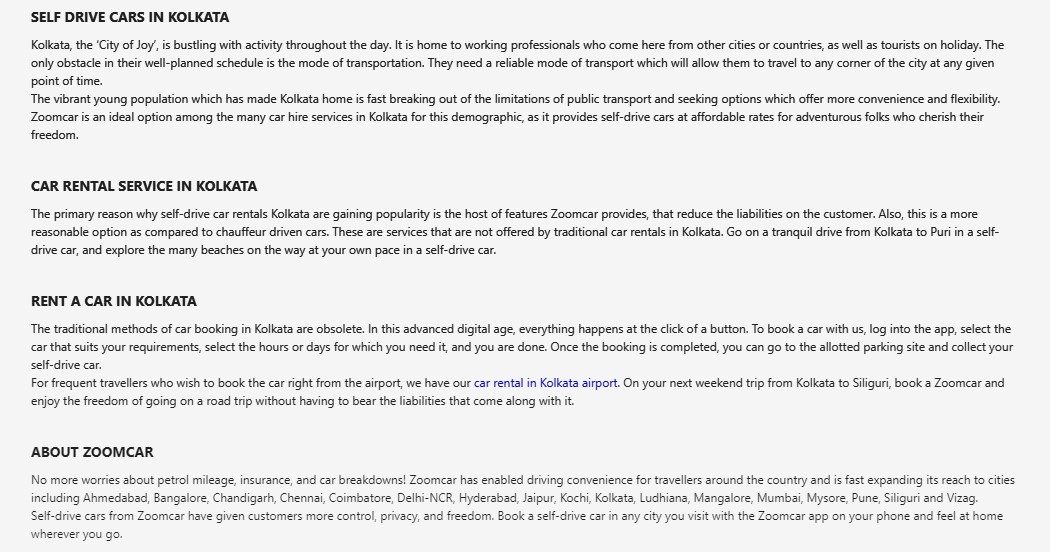 SELF DRIVE CARS IN KOLKATA
Kolkata, the 'City of Joy', is bustling with activity throughout the day. It is home to working professionals who come here from other cities or countries, as well as tourists on holiday. The
only obstacle in their well-planned schedule is the mode of transportation. They need a reliable mode of transport which will allow them to travel to any corner of the city at any given
point of time.
The vibrant young population which has made Kolkata home is fast breaking out of the limitations of public transport and seeking options which offer more convenience and flexibility.
Zoomcar is an ideal option among the many car hire services in Kolkata for this demographic, as it provides self-drive cars at affordable rates for adventurous folks who cherish their
freedom.
CAR RENTAL SERVICE IN KOLKATA
The primary reason why self-drive car rentals Kolkata are gaining popularity is the host of features Zoomcar provides, that reduce the liabilities on the customer. Also, this is a more
reasonable option as compared to chauffeur driven cars. These are services that are not offered by traditional car rentals in Kolkata. Go on a tranquil drive from Kolkata to Puri in a self-
drive car, and explore the many beaches on the way at your own pace in a self-drive car.
RENT A CAR IN KOLKATA
The traditional methods of car booking in Kolkata are obsolete. In this advanced digital age, everything happens at the click of a button. To book a car with us, log into the app, select the
car that suits your requirements, select the hours or days for which you need it, and you are done. Once the booking is completed, you can go to the allotted parking site and collect your
self-drive car.
For frequent travellers who wish to book the car right from the airport, we have our car rental in Kolkata airport. On your next weekend trip from Kolkata to Siliguri, book a Zoomcar and
enjoy the freedom of going on a road trip without having to bear the liabilities that come along with it.
ABOUT ZOOMCAR
No more worries about petrol mileage, insurance, and car breakdowns! Zoomcar has enabled driving convenience for travellers around the country and is fast expanding its reach to cities
including Ahmedabad, Bangalore, Chandigarh, Chennai, Coimbatore, Delhi-NCR, Hyderabad, Jaipur, Kochi, Kolkata, Ludhiana, Mangalore, Mumbai, Mysore, Pune, Siliguri and Vizag.
Self-drive cars from Zoomcar have given customers more control, privacy, and freedom. Book a self-drive car in any city you visit with the Zoomcar app on your phone and feel at home
wherever you go.